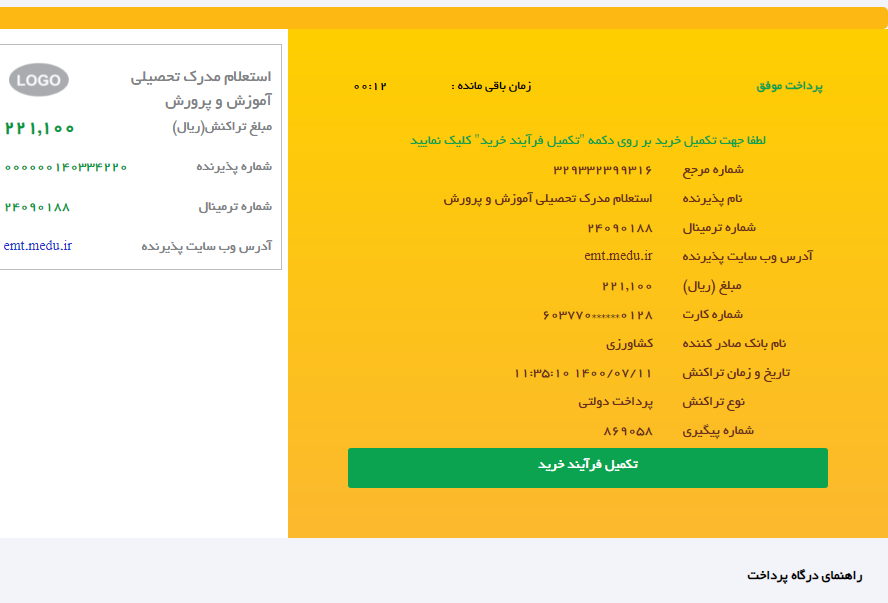 پرداخت موفق
زمان باقی مانده : ۰۰:۱۲
لطفا جهت تکمیل خرید بر روی دکمه "تکمیل فرآیند خرید" کلیک نمایید
شماره مرجع ۳۲۹۳۳۲۳۹۹۳۱۶
نام پذیرنده استعلام مدرک تحصیلی آموزش و پرورش
شماره ترمینال ۲۴۰۹۰۱۸۸
آدرس وب سایت پذیرنده emt.medu.ir
مبلغ (ریال) ۲۲۱,۱۰۰
شماره کارت ۶۰۳۷۷۰******۰۱۲۸
نام بانک صادر کننده کشاورزی
تاریخ و زمان تراکنش ۱۴۰۰/۰۷/۱۱ ۱۱:۳۵:۱۰
نوع تراکنش پرداخت دولتی
شماره پیگیری ۸۶۹۰۵۸
تکمیل فرآیند خرید
استعلام مدرک تحصیلی
آموزش و پرورش
LOGO
مبلغ تراکنش(ریال) ۲۲۱,۱۰۰
شماره پذیرنده ۰۰۰۰۰۰۱۴۰۳۳۴۲۲۰
شماره ترمینال ۲۴۰۹۰۱۸۸
آدرس وب سایت پذیرنده emt.medu.ir
راهنمای درگاه پرداخت